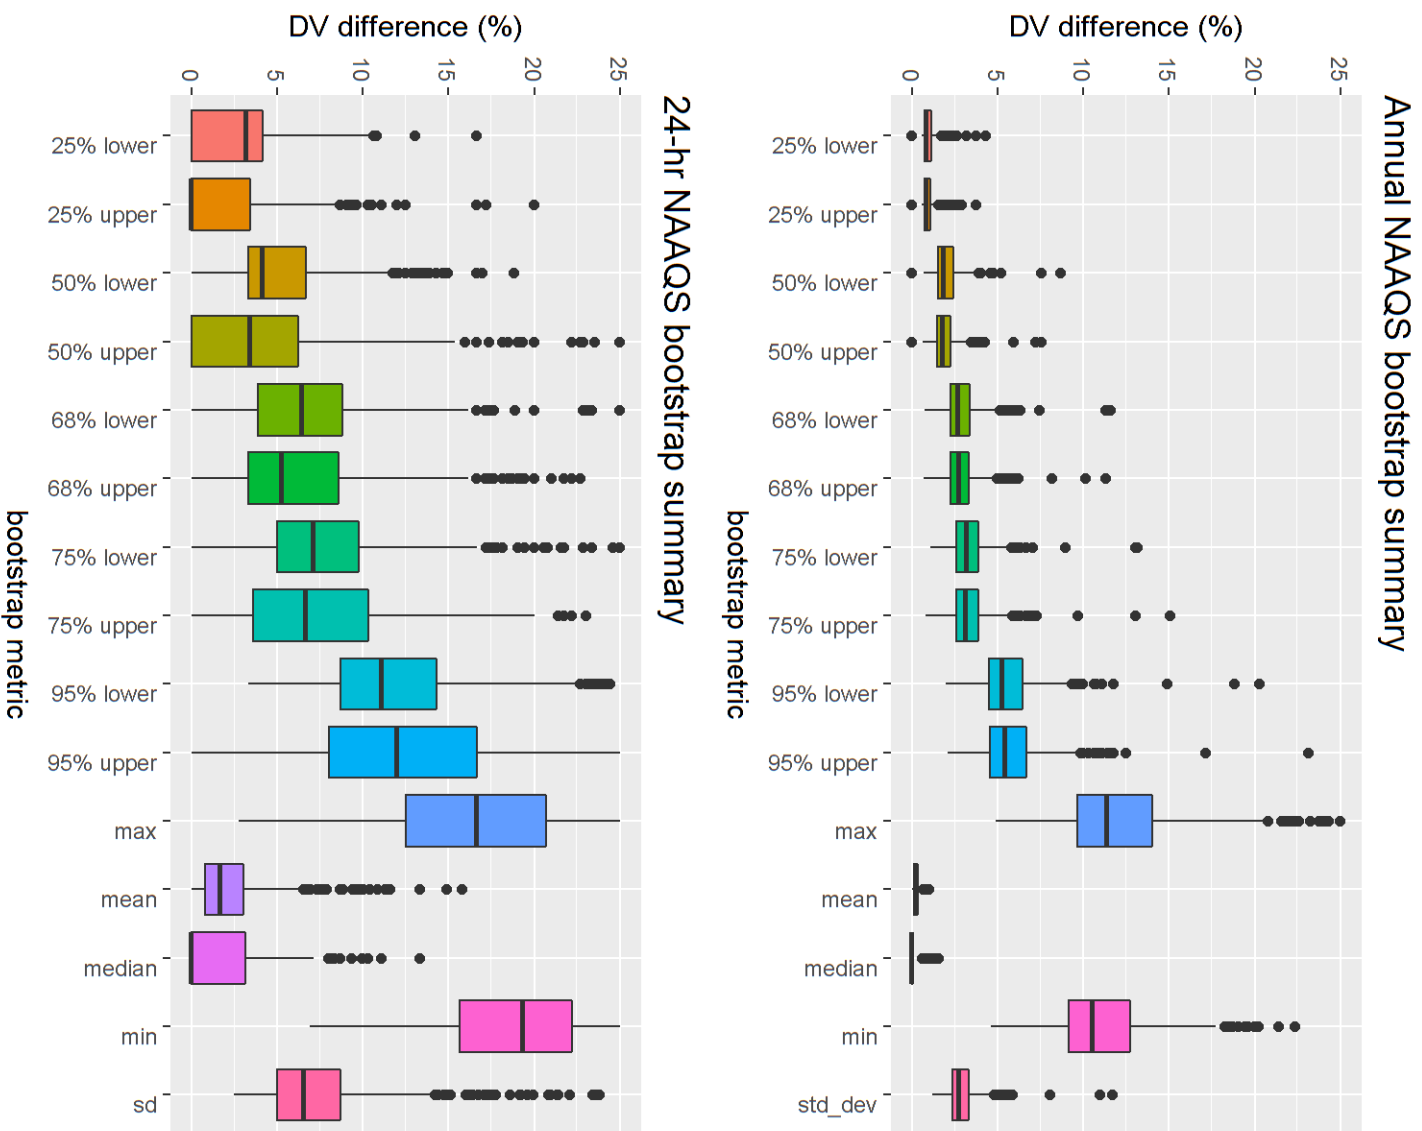 Annual NAAQS bootstrap summary
DV difference (%)
0 5 10 15 20 25
25% lower
25% upper
50% lower
50% upper
68% lower
68% upper
75% lower
75% upper
95% lower
95% upper
max
mean
median
min
std_dev
bootstrap metric
24-hr NAAQS bootstrap summary
DV difference (%)
0 5 10 15 20 25
25% lower
25% upper
50% lower
50% upper
68% lower
68% upper
75% lower
75% upper
95% lower
95% upper
max
mean
median
min
sd
bootstrap metric